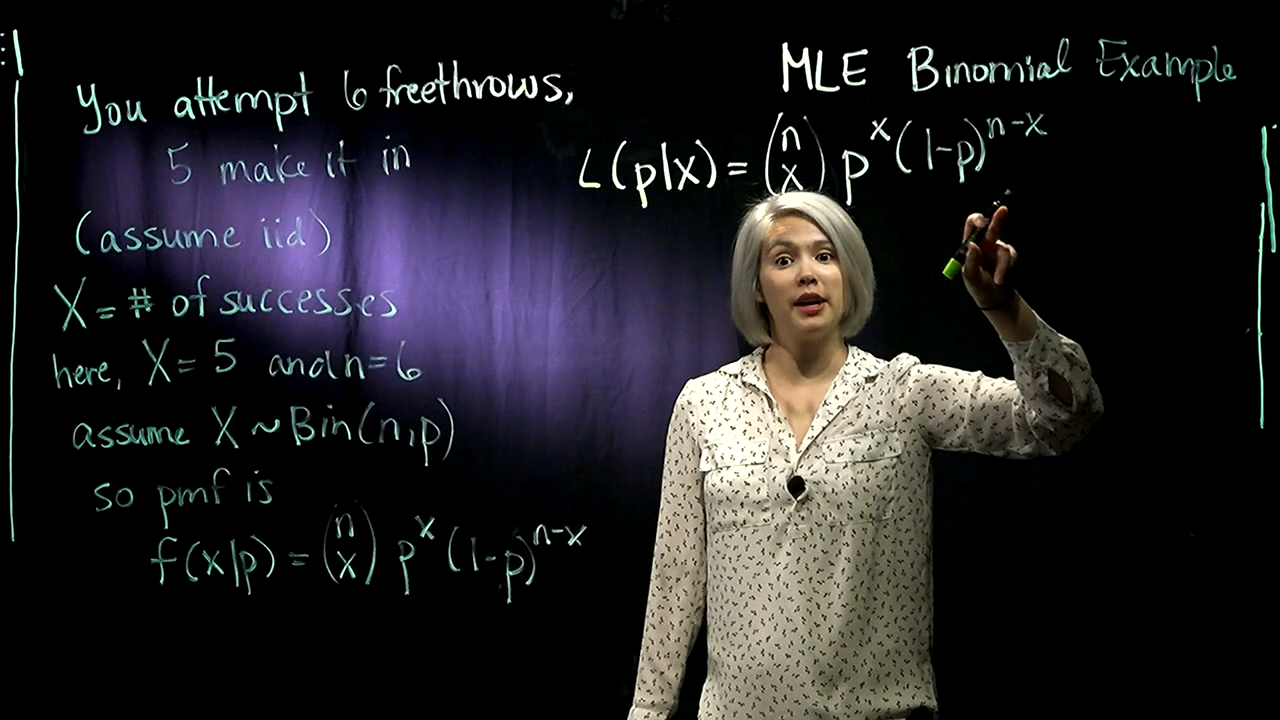 You attempt 6 freethrows,
5 make it in
(assume iid)
X = # of successes
here, X = 5 and n = 6
assume X ~ Bin(n,p)
so pmf is
f(x|p) = (n x) p^x (1-p)^n-x
MLE Binomial Example
L(p|x) = (n x) p^x (1-p)^n-x